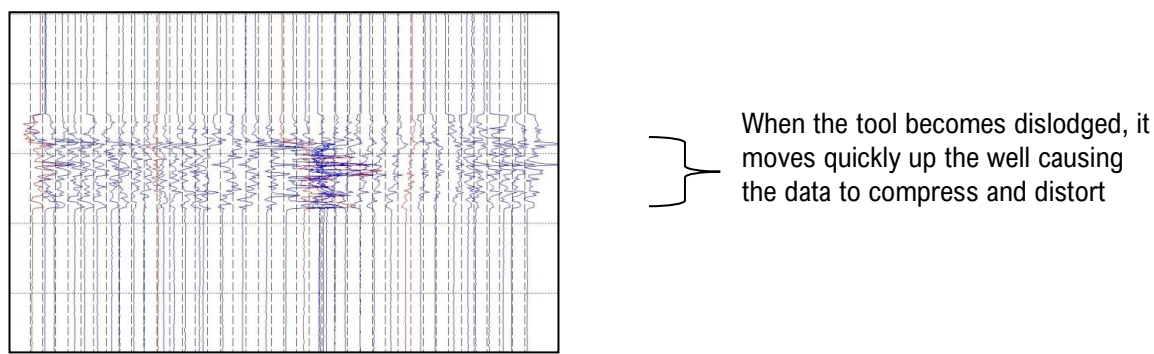 When the tool becomes dislodged, it
moves quickly up the well causing
the data to compress and distort